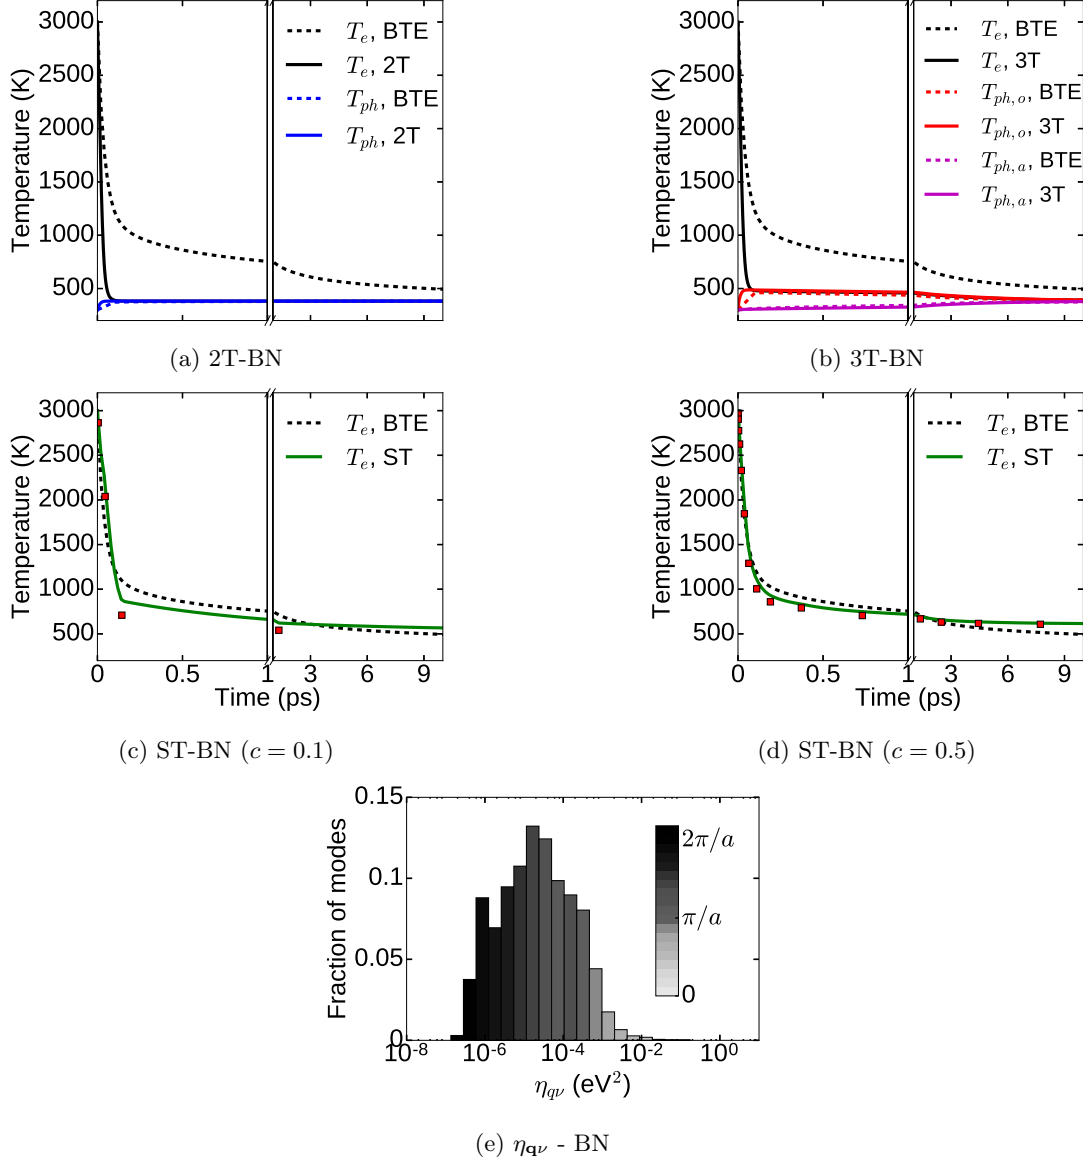 3000
2500
2000
1500
1000
500
Temperature (K)
T_e, BTE
T_e, 2T
T_ph, BTE
T_ph, 2T
(a) 2T-BN
3000
2500
2000
1500
1000
500
Temperature (K)
T_e, BTE
T_e, 3T
T_ph,o, BTE
T_ph,o, 3T
T_ph,a, BTE
T_ph,a, 3T
(b) 3T-BN
3000
2500
2000
1500
1000
500
Temperature (K)
T_e, BTE
T_e, ST
0 0.5 1 3 6 9
Time (ps)
(c) ST-BN (c = 0.1)
3000
2500
2000
1500
1000
500
Temperature (K)
T_e, BTE
T_e, ST
0 0.5 1 3 6 9
Time (ps)
(d) ST-BN (c = 0.5)
0.15
0.1
0.05
0
Fraction of modes
2π/a
π/a
0
10^-8 10^-6 10^-4 10^-2 10^0
η_qν (eV^2)
(e) η_qν - BN